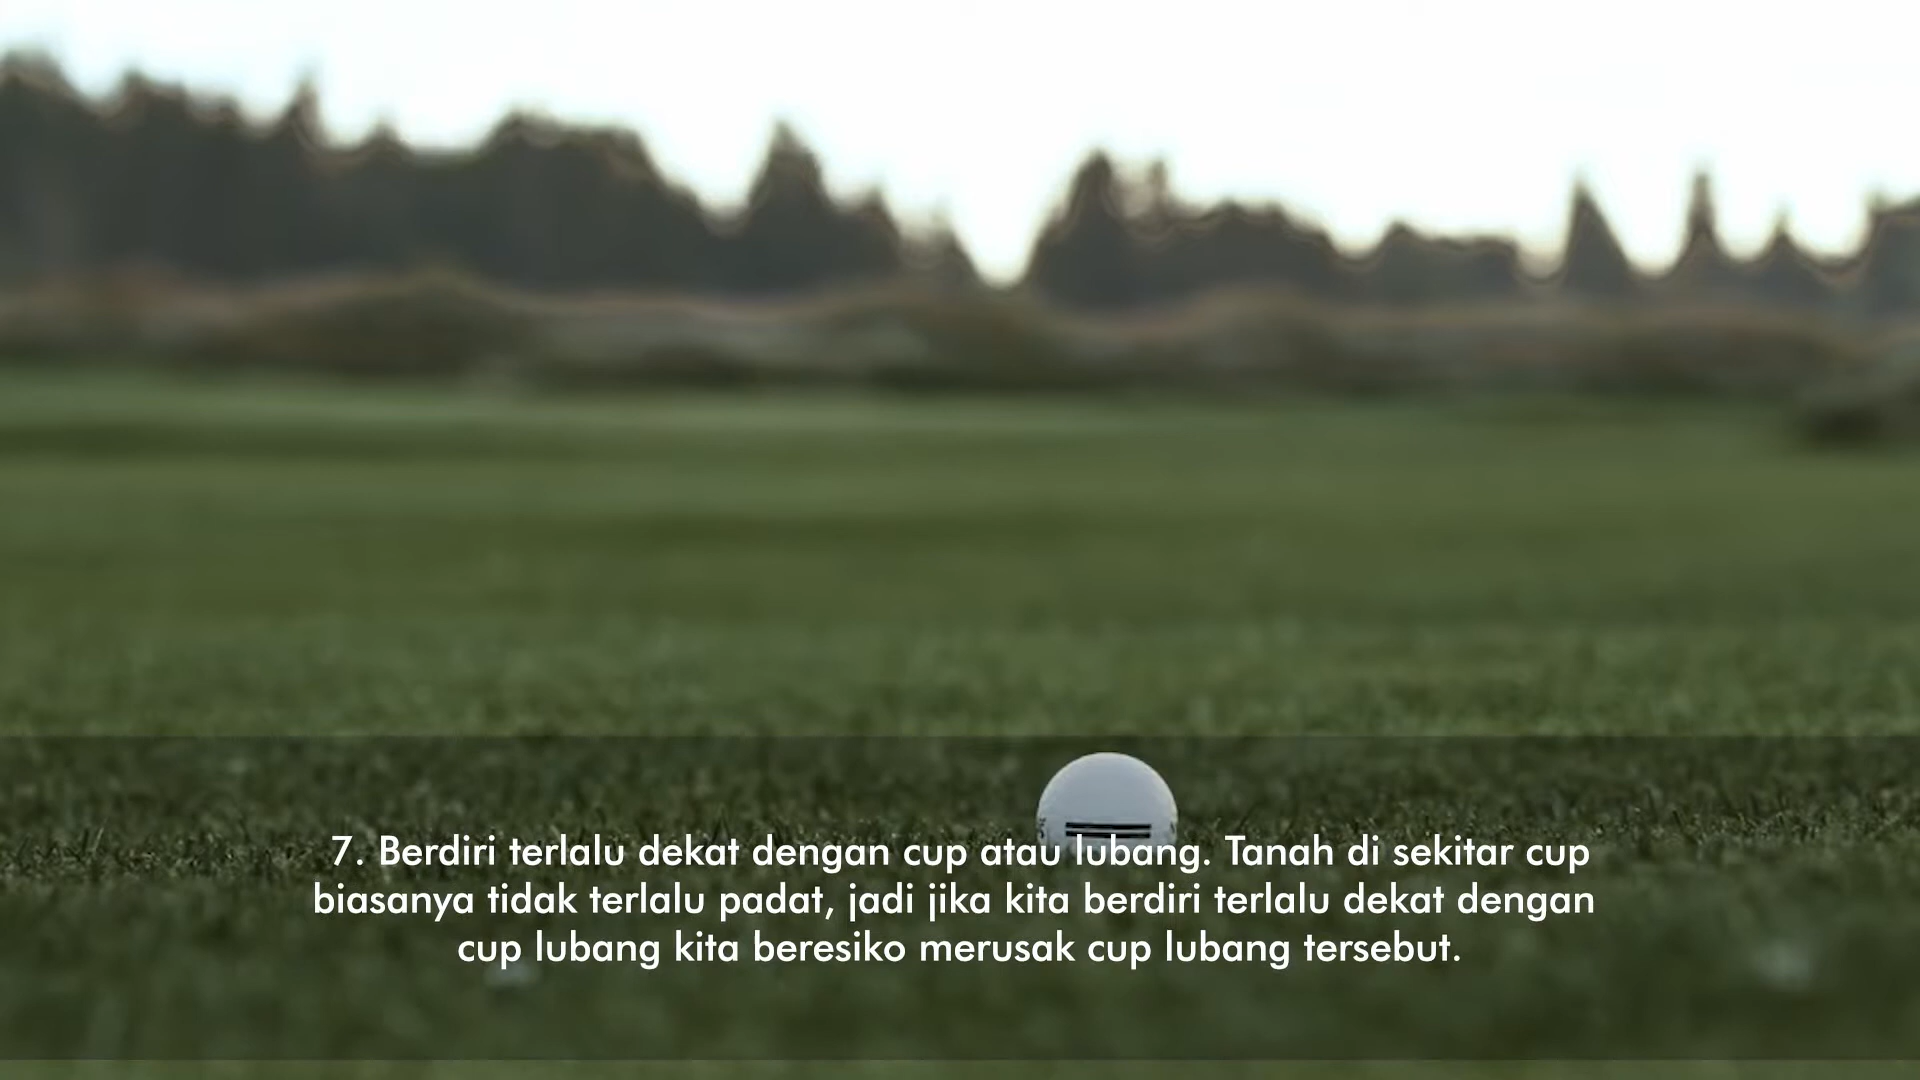 7. Berdiri terlalu dekat dengan cup atau lubang. Tanah di sekitar cup
biasanya tidak terlalu padat, jadi jika kita berdiri terlalu dekat dengan
cup lubang kita beresiko merusak cup lubang tersebut.